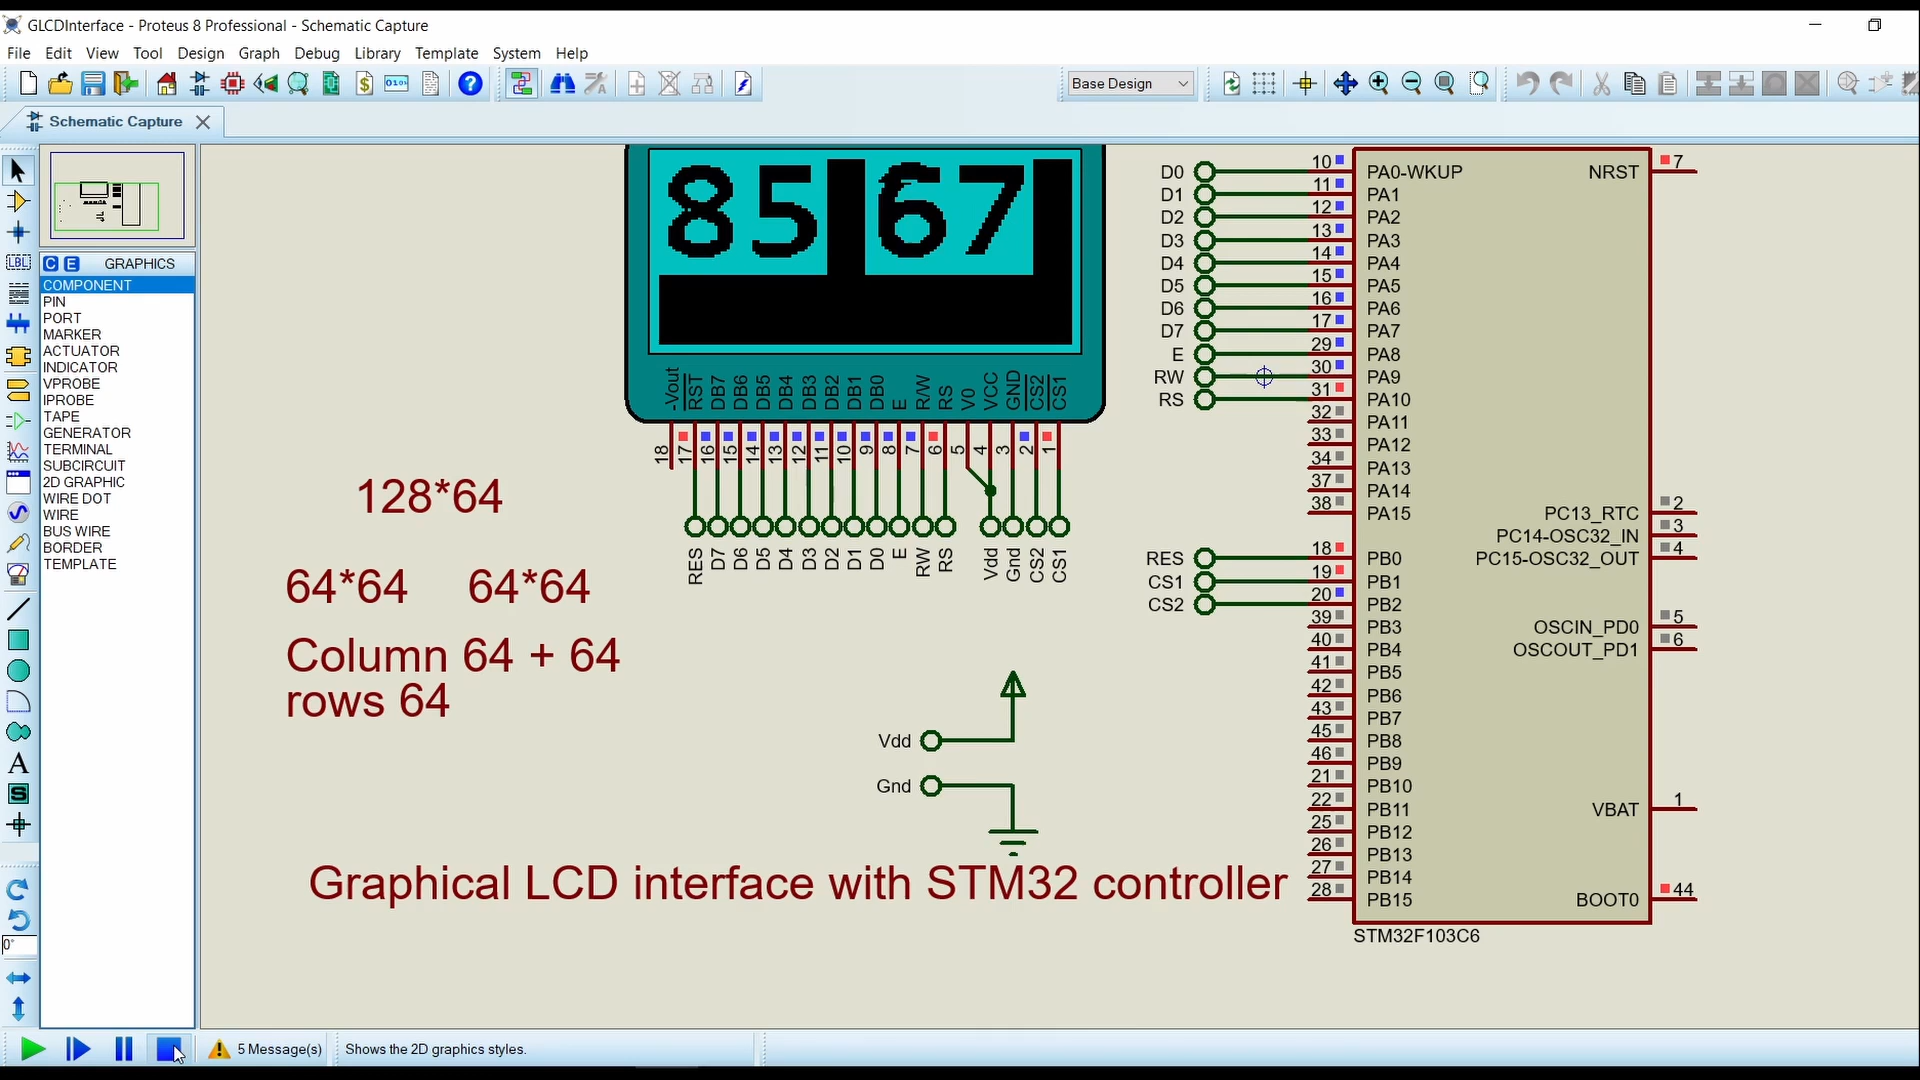 GLCDInterface - Proteus 8 Professional - Schematic Capture
File Edit View Tool Design Graph Debug Library Template System Help
Base Design
Schematic Capture
C E GRAPHICS
COMPONENT
PIN
PORT
MARKER
ACTUATOR
INDICATOR
VPROBE
IPROBE
TAPE
GENERATOR
TERMINAL
SUBCIRCUIT
2D GRAPHIC
WIRE DOT
WIRE
BUS WIRE
BORDER
TEMPLATE
85 67
-Vout RST DB7 DB6 DB5 DB4 DB3 DB2 DB1 DB0 E R/W RS V0 VCC GND CS2 CS1
18 17 16 15 14 13 12 11 10 9 8 7 6 5 4 3 2 1
RES D7 D6 D5 D4 D3 D2 D1 D0 E RW RS Vdd Gnd CS2 CS1
128*64
64*64 64*64
Column 64 + 64
rows 64
Vdd
Gnd
Graphical LCD interface with STM32 controller
D0 10 PA0-WKUP NRST 7
D1 11 PA1
D2 12 PA2
D3 13 PA3
D4 14 PA4
D5 15 PA5
D6 16 PA6
D7 17 PA7
E 29 PA8
RW 30 PA9
RS 31 PA10
32 PA11
33 PA12
34 PA13
37 PA14
38 PA15 PC13_RTC 2
PC14-OSC32_IN 3
RES 18 PB0 PC15-OSC32_OUT 4
CS1 19 PB1
CS2 20 PB2
39 PB3 OSCIN_PD0 5
40 PB4 OSCOUT_PD1 6
41 PB5
42 PB6
43 PB7
45 PB8
46 PB9
21 PB10
22 PB11 VBAT 1
25 PB12
26 PB13
27 PB14
28 PB15 BOOT0 44
STM32F103C6
0°
5 Message(s) Shows the 2D graphics styles.